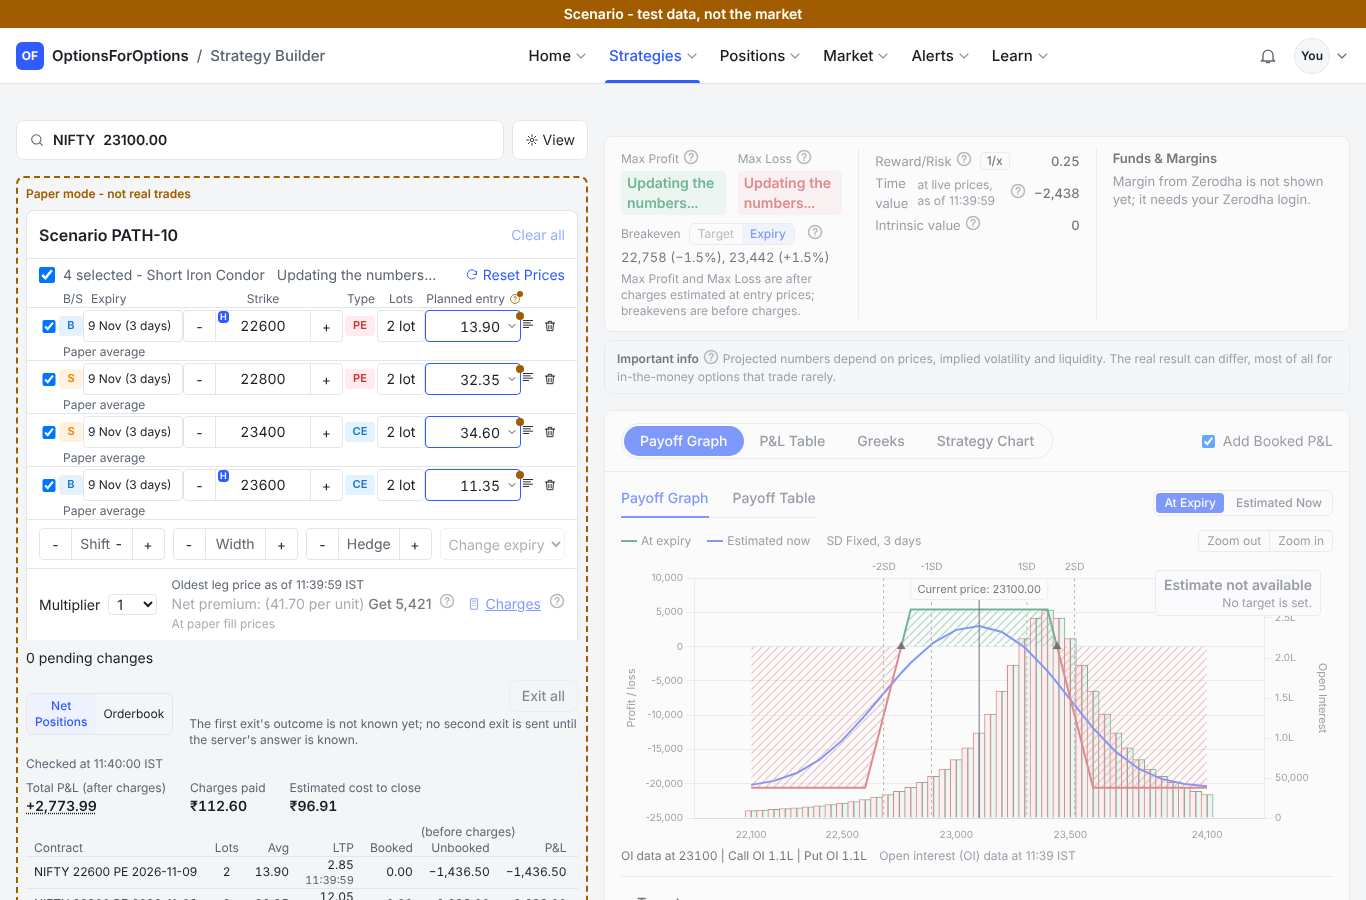 Scenario - test data, not the market
OF OptionsForOptions / Strategy Builder
Home Strategies Positions Market Alerts Learn
You
NIFTY 23100.00
View
Paper mode - not real trades
Scenario PATH-10
Clear all
4 selected - Short Iron Condor Updating the numbers...
Reset Prices
B/S Expiry Strike Type Lots Planned entry
B 9 Nov (3 days) - H 22600 + PE 2 lot 13.90
Paper average
S 9 Nov (3 days) - 22800 + PE 2 lot 32.35
Paper average
S 9 Nov (3 days) - 23400 + CE 2 lot 34.60
Paper average
B 9 Nov (3 days) - H 23600 + CE 2 lot 11.35
Paper average
- Shift - + - Width + - Hedge + Change expiry
Multiplier 1
Oldest leg price as of 11:39:59 IST
Net premium: (41.70 per unit) Get 5,421
Charges
At paper fill prices
0 pending changes
Net Positions
Orderbook
Exit all
The first exit's outcome is not known yet; no second exit is sent until
the server's answer is known.
Checked at 11:40:00 IST
Total P&L (after charges) Charges paid Estimated cost to close
+2,773.99 ₹112.60 ₹96.91
(before charges)
Contract Lots Avg LTP Booked Unbooked P&L
NIFTY 22600 PE 2026-11-09 2 13.90 2.85 0.00 −1,436.50 −1,436.50
11:39:59
12.05
Max Profit
Max Loss
Updating the numbers...
Updating the numbers...
Breakeven Target Expiry
22,758 (−1.5%), 23,442 (+1.5%)
Max Profit and Max Loss are after
charges estimated at entry prices;
breakevens are before charges.
Reward/Risk 1/x 0.25
Time value at live prices, as of 11:39:59 −2,438
Intrinsic value 0
Funds & Margins
Margin from Zerodha is not shown
yet; it needs your Zerodha login.
Important info Projected numbers depend on prices, implied volatility and liquidity. The real result can differ, most of all for
in-the-money options that trade rarely.
Payoff Graph P&L Table Greeks Strategy Chart
Add Booked P&L
Payoff Graph Payoff Table
At Expiry Estimated Now
At expiry Estimated now SD Fixed, 3 days
Zoom out Zoom in
-2SD -1SD 1SD 2SD
Current price: 23100.00
Estimate not available
No target is set.
10,000
5,000
0
−5,000
−10,000
−15,000
−20,000
−25,000
Profit / loss
2.5L
2.0L
1.5L
1.0L
50,000
0
Open Interest
22,100 22,500 23,000 23,500 24,100
OI data at 23100 | Call OI 1.1L | Put OI 1.1L Open interest (OI) data at 11:39 IST